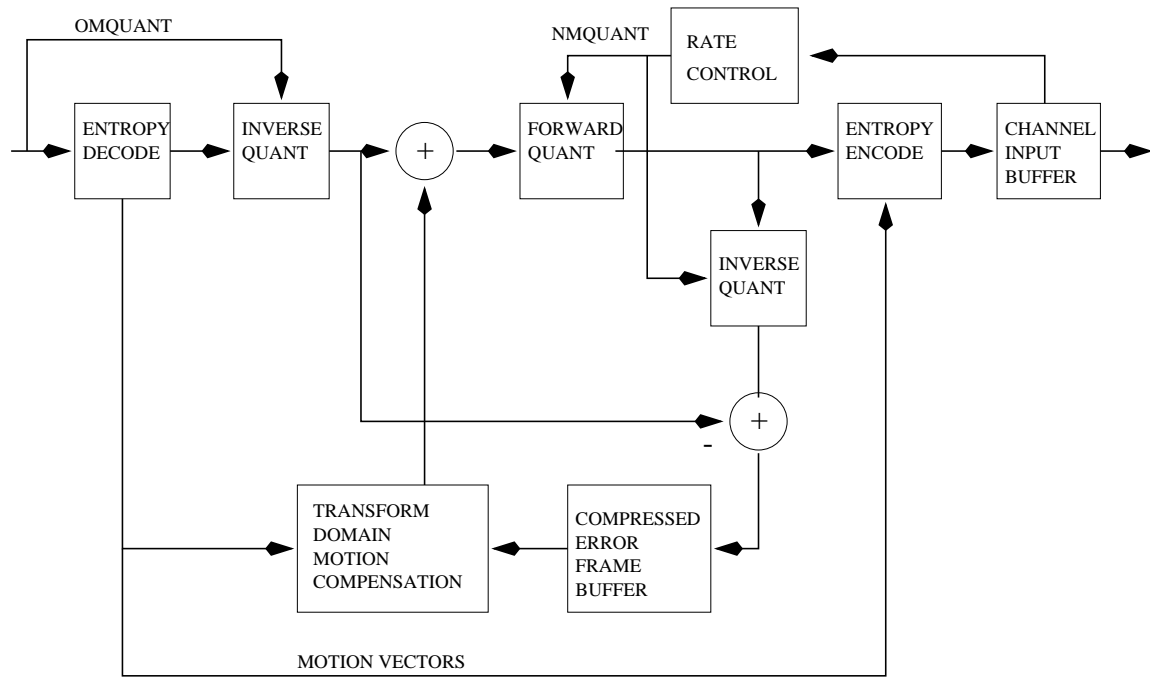 OMQUANT
NMQUANT
RATE
CONTROL
ENTROPY
DECODE
INVERSE
QUANT
+
FORWARD
QUANT
ENTROPY
ENCODE
CHANNEL
INPUT
BUFFER
INVERSE
QUANT
+
-
TRANSFORM
DOMAIN
MOTION
COMPENSATION
COMPRESSED
ERROR
FRAME
BUFFER
MOTION VECTORS